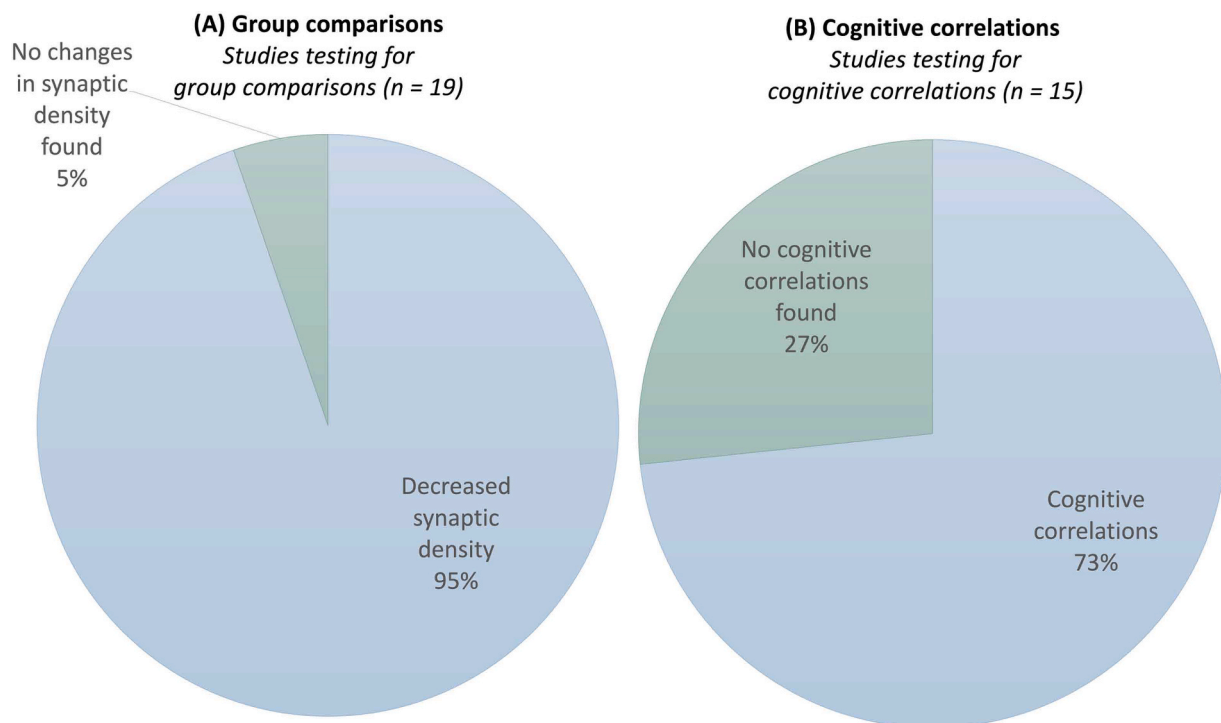 (A) Group comparisons
Studies testing for
group comparisons (n = 19)
No changes
in synaptic
density
found
5%
Decreased
synaptic
density
95%
(B) Cognitive correlations
Studies testing for
cognitive correlations (n = 15)
No cognitive
correlations
found
27%
Cognitive
correlations
73%